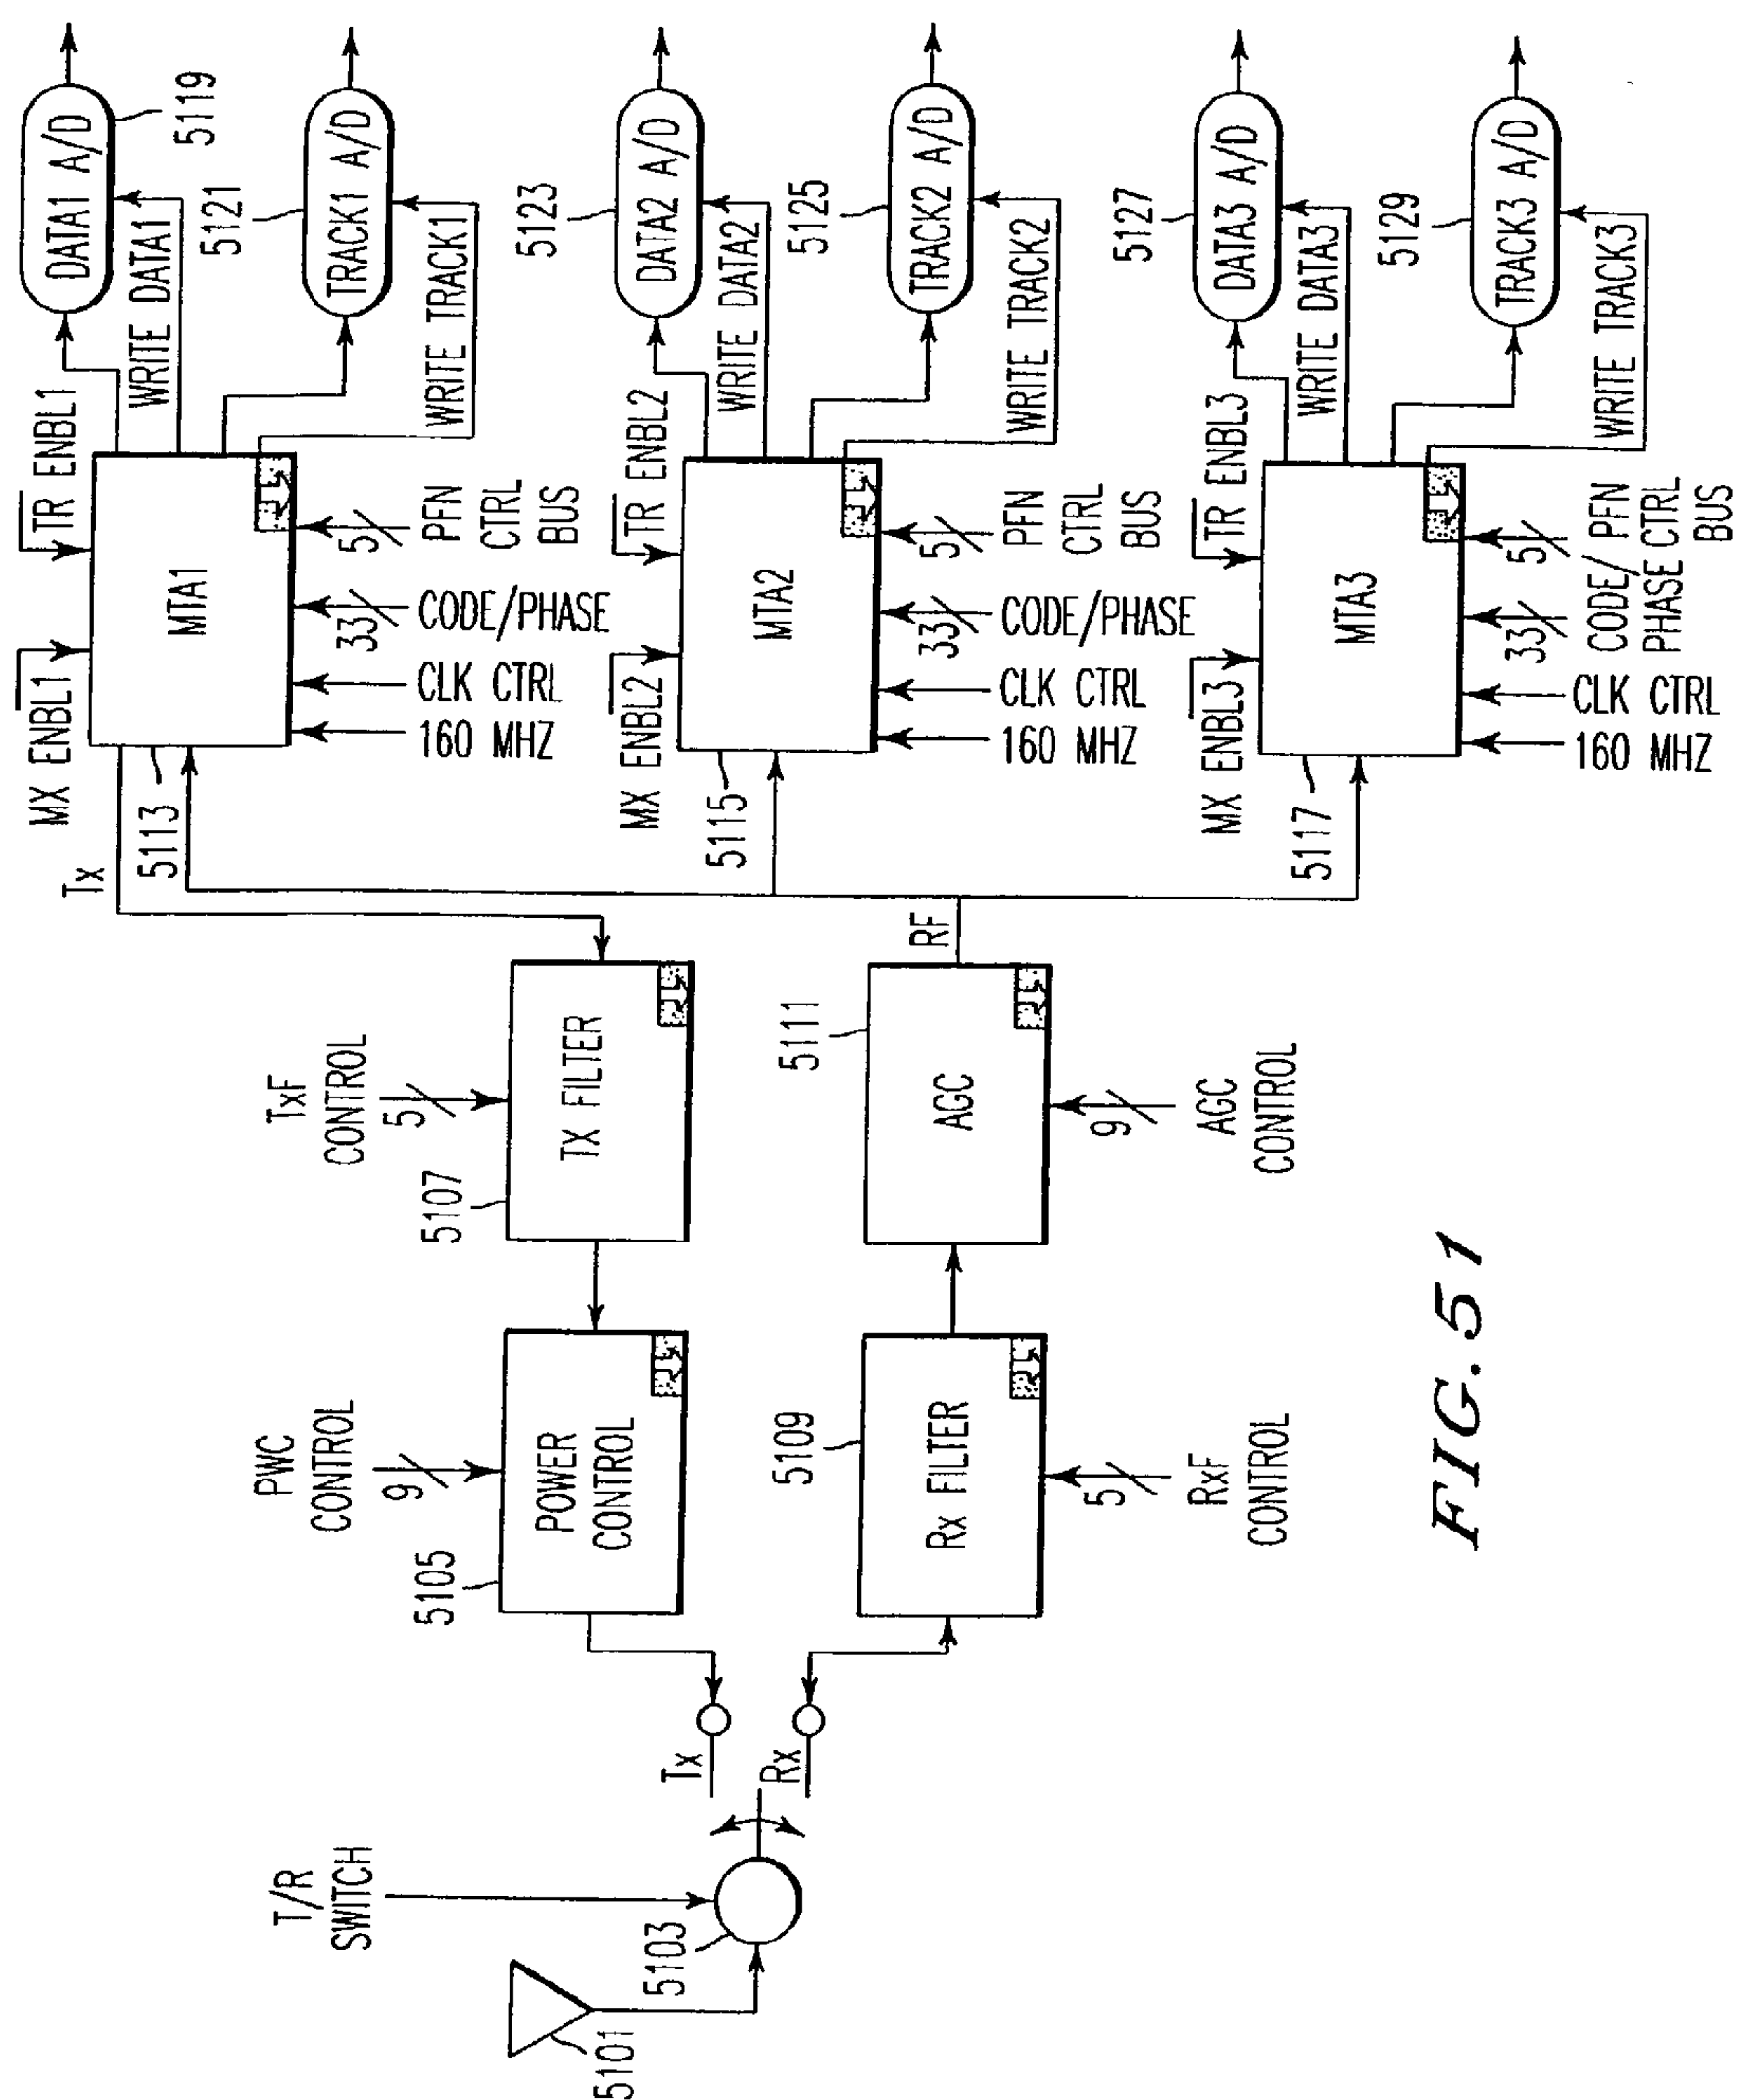 T/R
SWITCH
5101
5103
Tx
Rx
PWC
CONTROL
9
5105
POWER
CONTROL
5109
Rx FILTER
5
RxF
CONTROL
TxF
CONTROL
5
5107
TX FILTER
5111
AGC
9
AGC
CONTROL
Tx
RF
MX ENBL1
TR ENBL1
5113
MTA1
160 MHZ
CLK CTRL
33
CODE/PHASE
5
PFN
CTRL
BUS
DATA1 A/D
5119
WRITE DATA1
5121
TRACK1 A/D
WRITE TRACK1
MX ENBL2
TR ENBL2
5115
MTA2
160 MHZ
CLK CTRL
33
CODE/PHASE
5
PFN
CTRL
BUS
5123
DATA2 A/D
WRITE DATA2
5125
TRACK2 A/D
WRITE TRACK2
MX ENBL3
TR ENBL3
5117
MTA3
160 MHZ
CLK CTRL
33
CODE/
PHASE
5
PFN
CTRL
BUS
5127
DATA3 A/D
WRITE DATA3
5129
TRACK3 A/D
WRITE TRACK3
FIG. 51